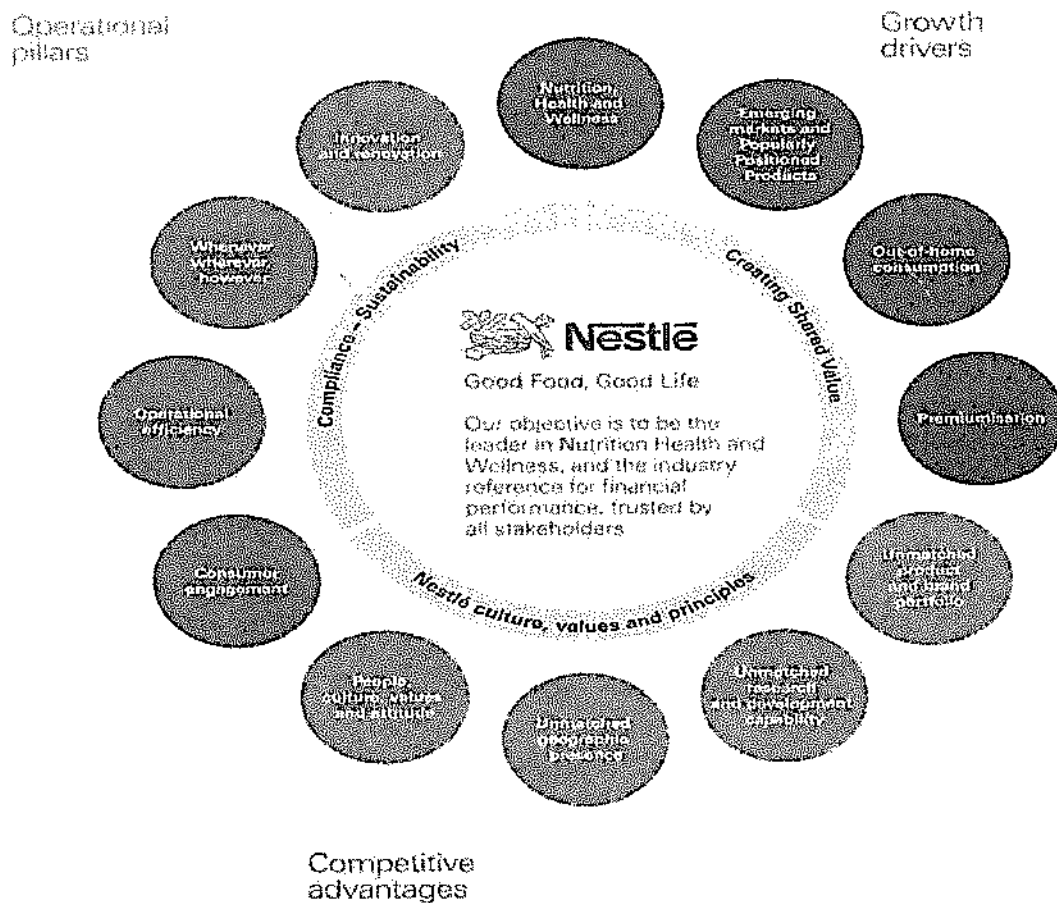 Operational
pillars
Growth
drivers
Nutrition,
Health and
Wellness
Emerging
markets and
Popularly
Positioned
Products
Out-of-home
consumption
Premiumisation
Unmatched
product
and brand
portfolio
Unmatched
research
and development
capability
Unmatched
geographic
presence
People,
culture, values
and attitude
Consumer
engagement
Operational
efficiency
Whenever,
wherever,
however
Innovation
and renovation
Compliance – Sustainability
Creating Shared Value
Nestlé culture, values and principles
Nestlé
Good Food, Good Life
Our objective is to be the
leader in Nutrition Health and
Wellness, and the industry
reference for financial
performance, trusted by
all stakeholders
Competitive
advantages